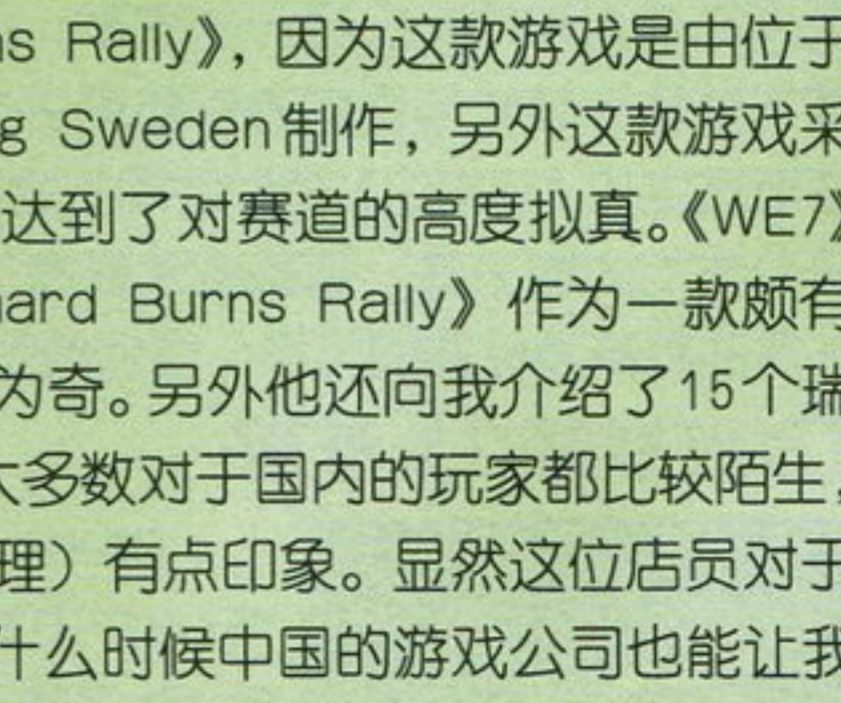 ns Rally》，因为这款游戏是由位于
g Sweden制作，另外这款游戏采
达到了对赛道的高度拟真。《WE7》
hard Burns Rally》作为一款颇有
为奇。另外他还向我介绍了15个瑞
大多数对于国内的玩家都比较陌生，
理）有点印象。显然这位店员对于
什么时候中国的游戏公司也能让我